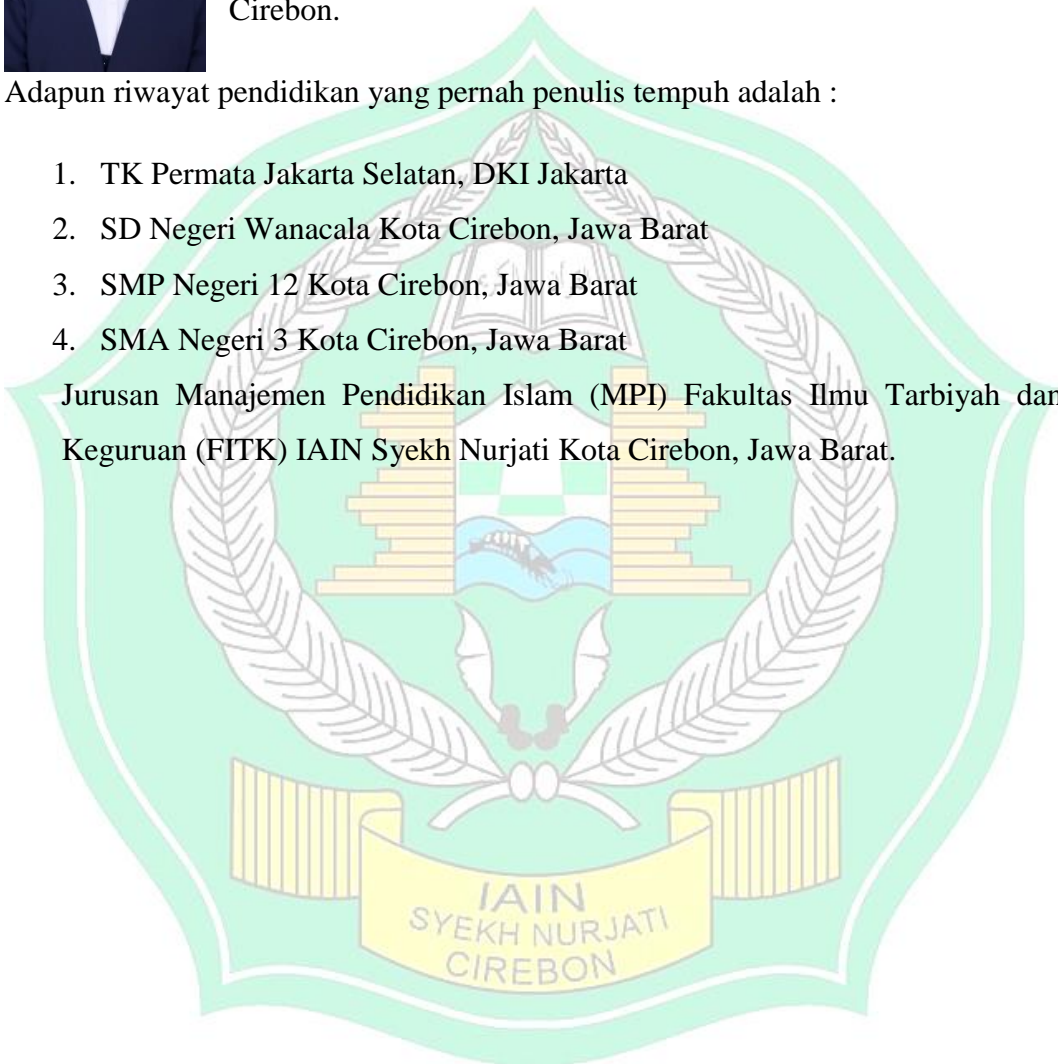 Cirebon.
Adapun riwayat pendidikan yang pernah penulis tempuh adalah :
1. TK Permata Jakarta Selatan, DKI Jakarta
2. SD Negeri Wanacala Kota Cirebon, Jawa Barat
3. SMP Negeri 12 Kota Cirebon, Jawa Barat
4. SMA Negeri 3 Kota Cirebon, Jawa Barat
Jurusan Manajemen Pendidikan Islam (MPI) Fakultas Ilmu Tarbiyah dan
Keguruan (FITK) IAIN Syekh Nurjati Kota Cirebon, Jawa Barat.
IAIN
SYEKH NURJATI
CIREBON